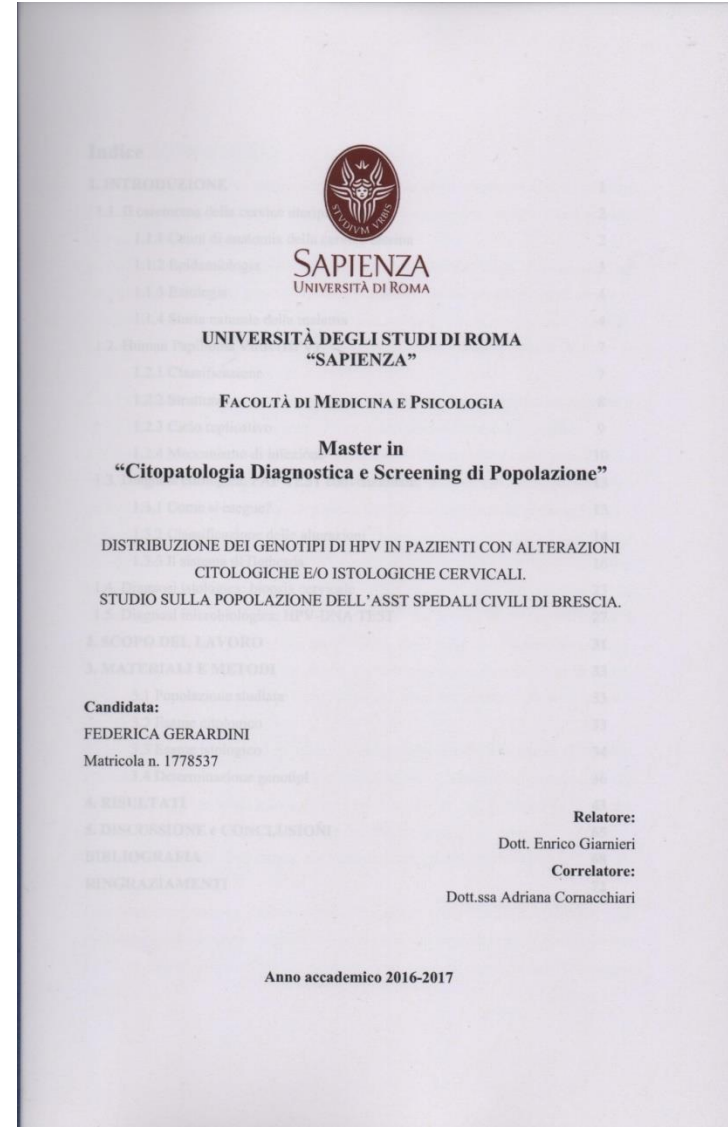 STVDIVM VRBIS
SAPIENZA
UNIVERSITÀ DI ROMA
UNIVERSITÀ DEGLI STUDI DI ROMA
“SAPIENZA”
FACOLTÀ DI MEDICINA E PSICOLOGIA
Master in
“Citopatologia Diagnostica e Screening di Popolazione”
DISTRIBUZIONE DEI GENOTIPI DI HPV IN PAZIENTI CON ALTERAZIONI
CITOLOGICHE E/O ISTOLOGICHE CERVICALI.
STUDIO SULLA POPOLAZIONE DELL’ASST SPEDALI CIVILI DI BRESCIA.
Candidata:
FEDERICA GERARDINI
Matricola n. 1778537
Relatore:
Dott. Enrico Giarnieri
Correlatore:
Dott.ssa Adriana Cornacchiari
Anno accademico 2016-2017